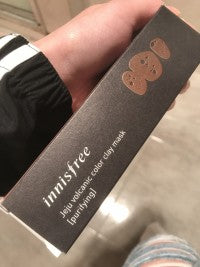 innisfree
Jeju volcanic color clay mask
[purifying]